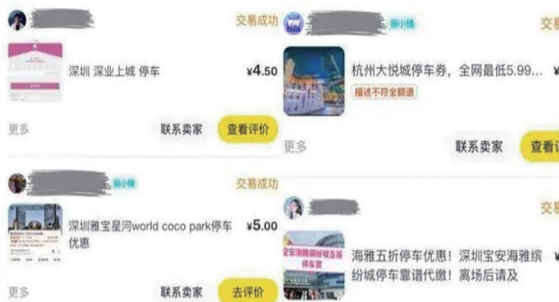 交易成功
深圳 深业上城 停车
¥4.50
更多
联系卖家
查看评价
交易成功
深圳雅宝星河world coco park停车
优惠
¥5.00
更多
联系卖家
去评价
交易
杭州大悦城停车券，全网最低5.99...
描述不符全额退
更多
联系卖家
查看评
交易
海雅五折停车优惠！深圳宝安海雅缤
纷城停车靠谱代缴！离场后请及